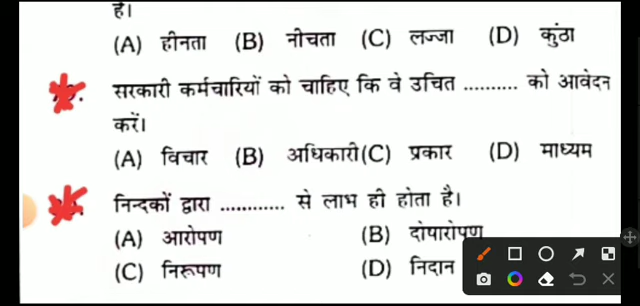 है।
(A) हीनता (B) नीचता (C) लज्जा (D) कुंठा
सरकारी कर्मचारियों को चाहिए कि वे उचित .......... को आवेदन
करें।
(A) विचार (B) अधिकारी (C) प्रकार (D) माध्यम
निन्दकों द्वारा ............ से लाभ ही होता है।
(A) आरोपण (B) दोषारोपण
(C) निरूपण (D) निदान